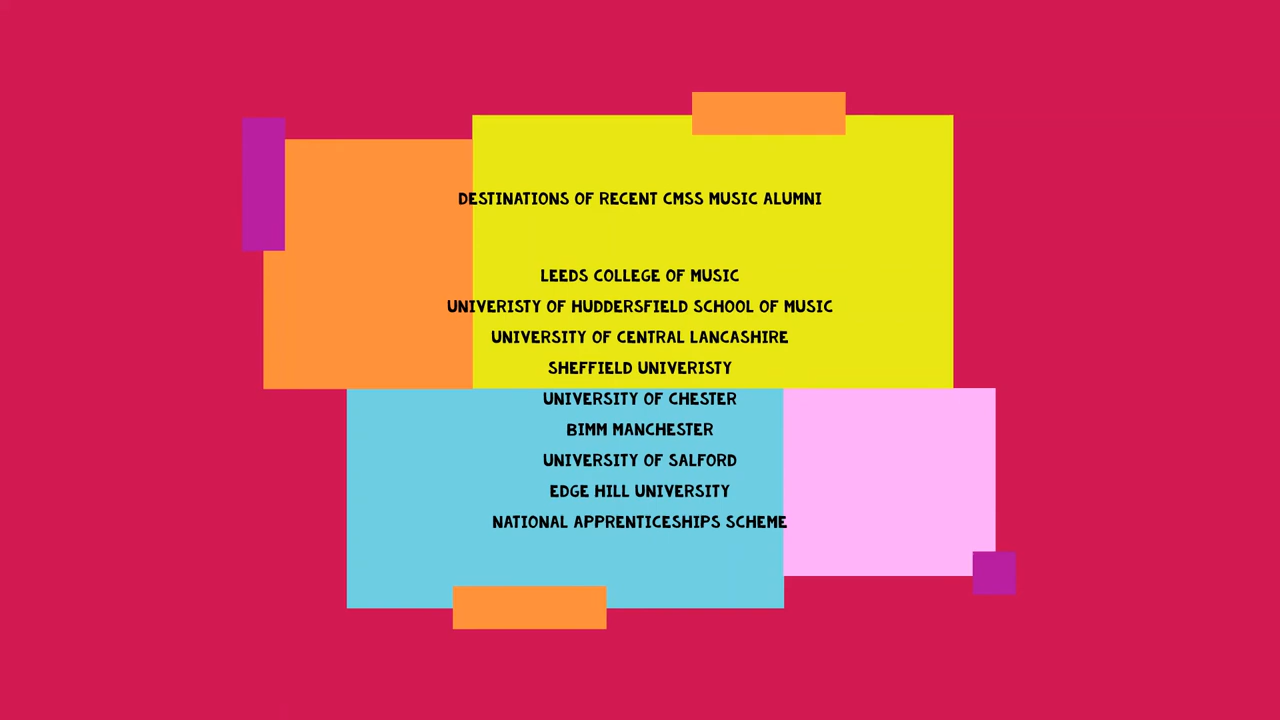 DESTINATIONS OF RECENT CMSS MUSIC ALUMNI
LEEDS COLLEGE OF MUSIC
UNIVERISTY OF HUDDERSFIELD SCHOOL OF MUSIC
UNIVERSITY OF CENTRAL LANCASHIRE
SHEFFIELD UNIVERISTY
UNIVERSITY OF CHESTER
BIMM MANCHESTER
UNIVERSITY OF SALFORD
EDGE HILL UNIVERSITY
NATIONAL APPRENTICESHIPS SCHEME